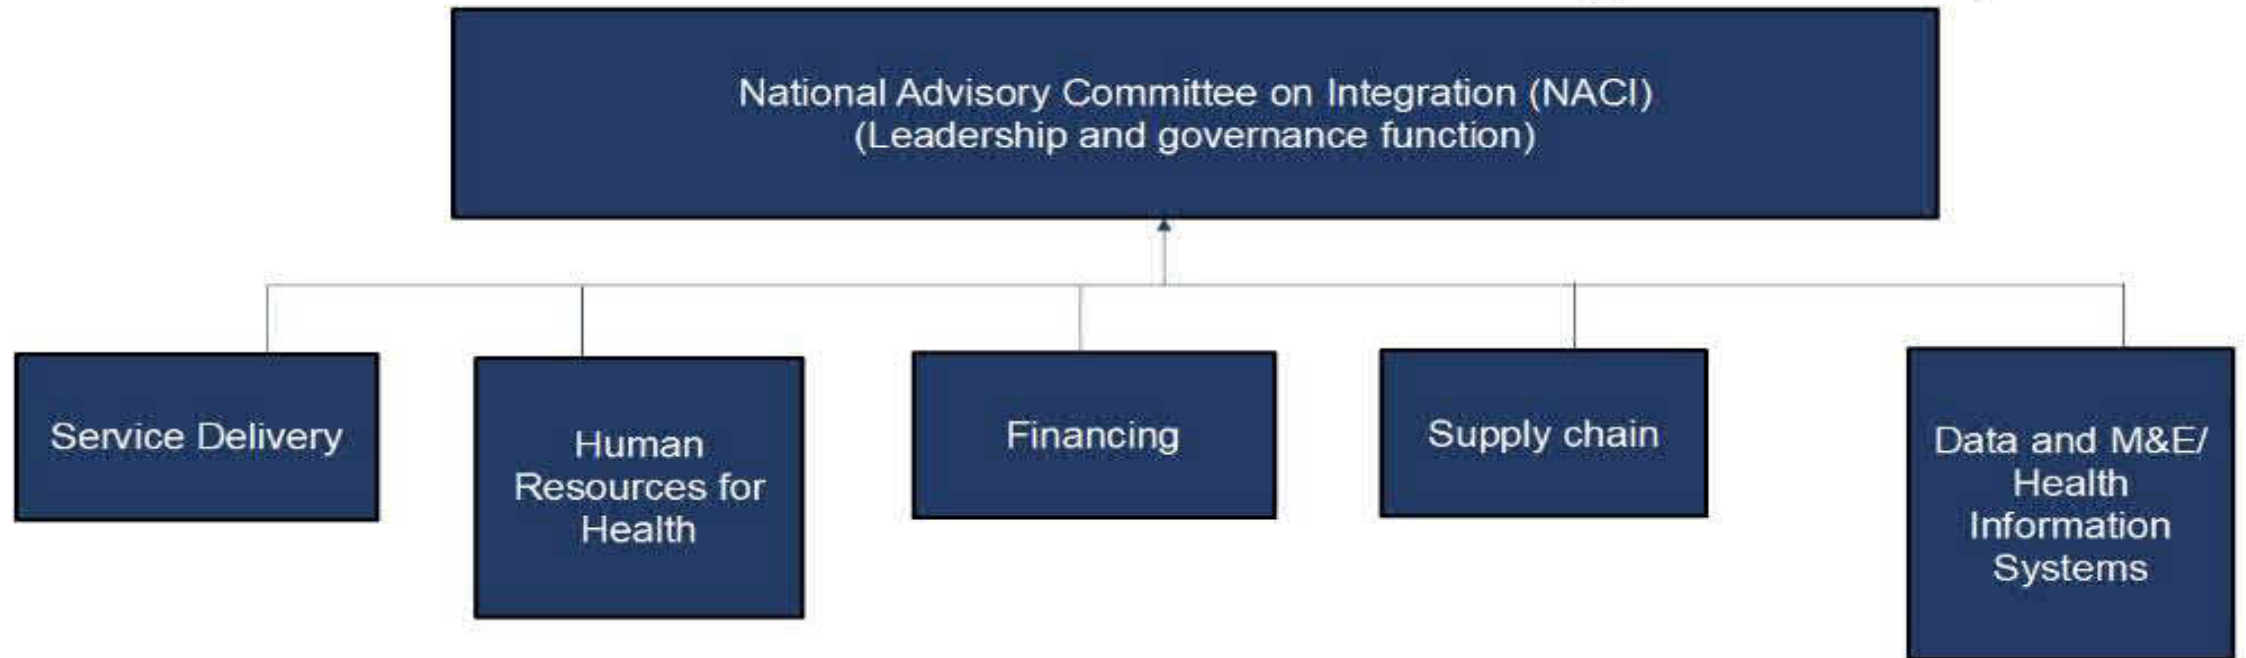 National Advisory Committee on Integration (NACI)
(Leadership and governance function)
Service Delivery
Human
Resources for
Health
Financing
Supply chain
Data and M&E/
Health
Information
Systems